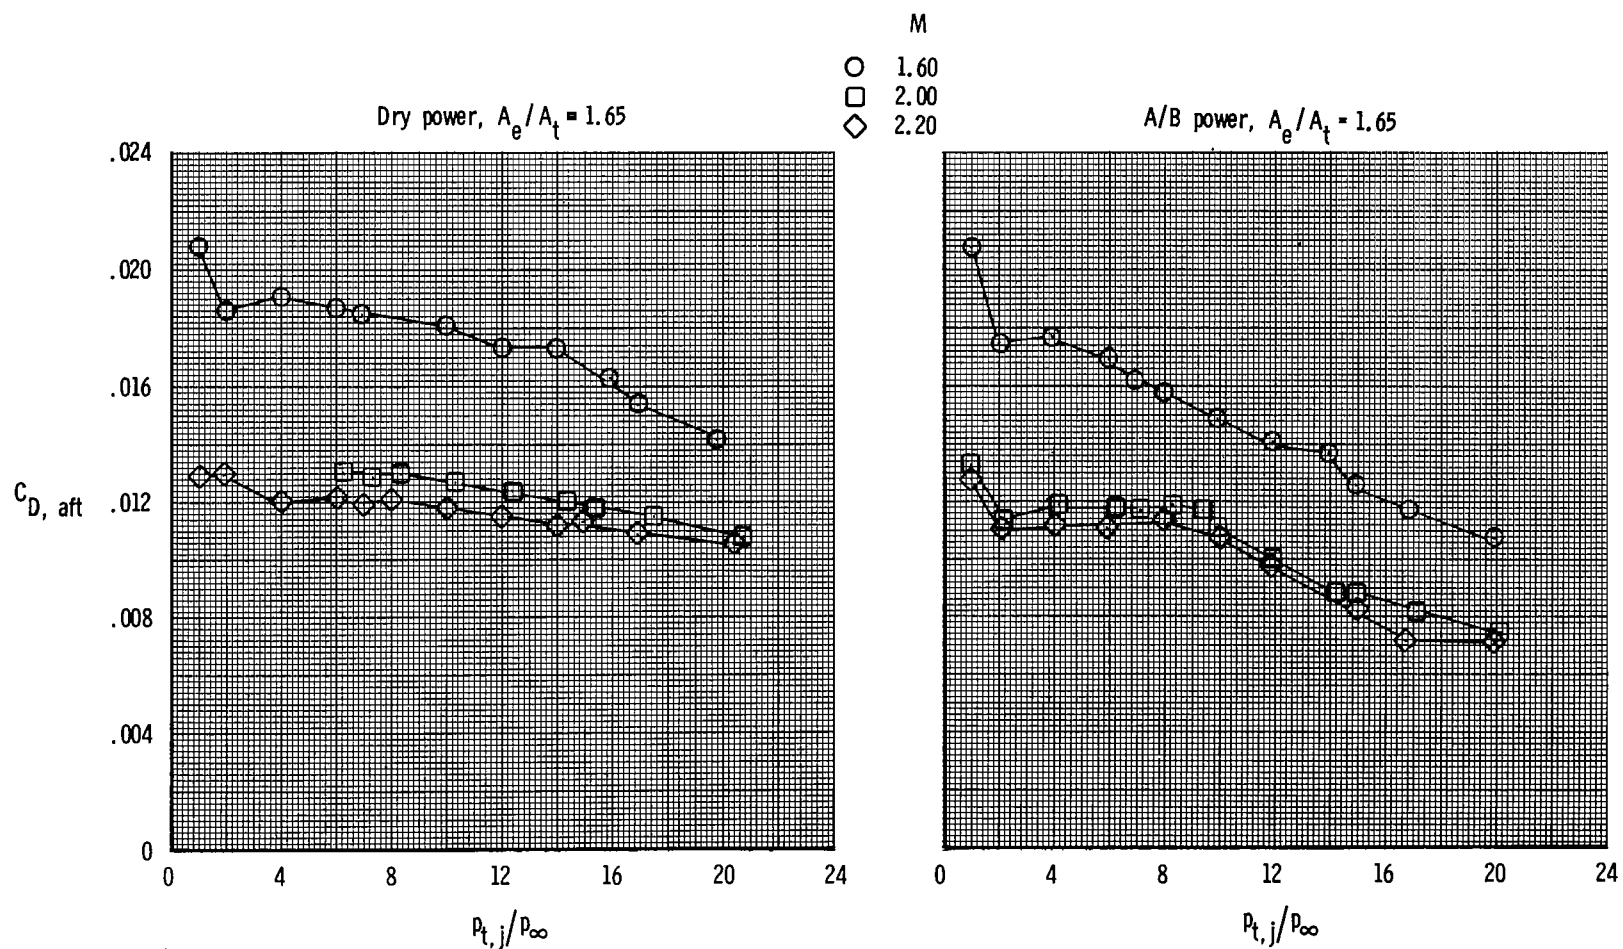 M
1.60
2.00
2.20
Dry power, A_e/A_t = 1.65
A/B power, A_e/A_t = 1.65
.024
.020
.016
.012
.008
.004
0
C_D, aft
0 4 8 12 16 20 24
0 4 8 12 16 20 24
p_t,j/p_∞
p_t,j/p_∞